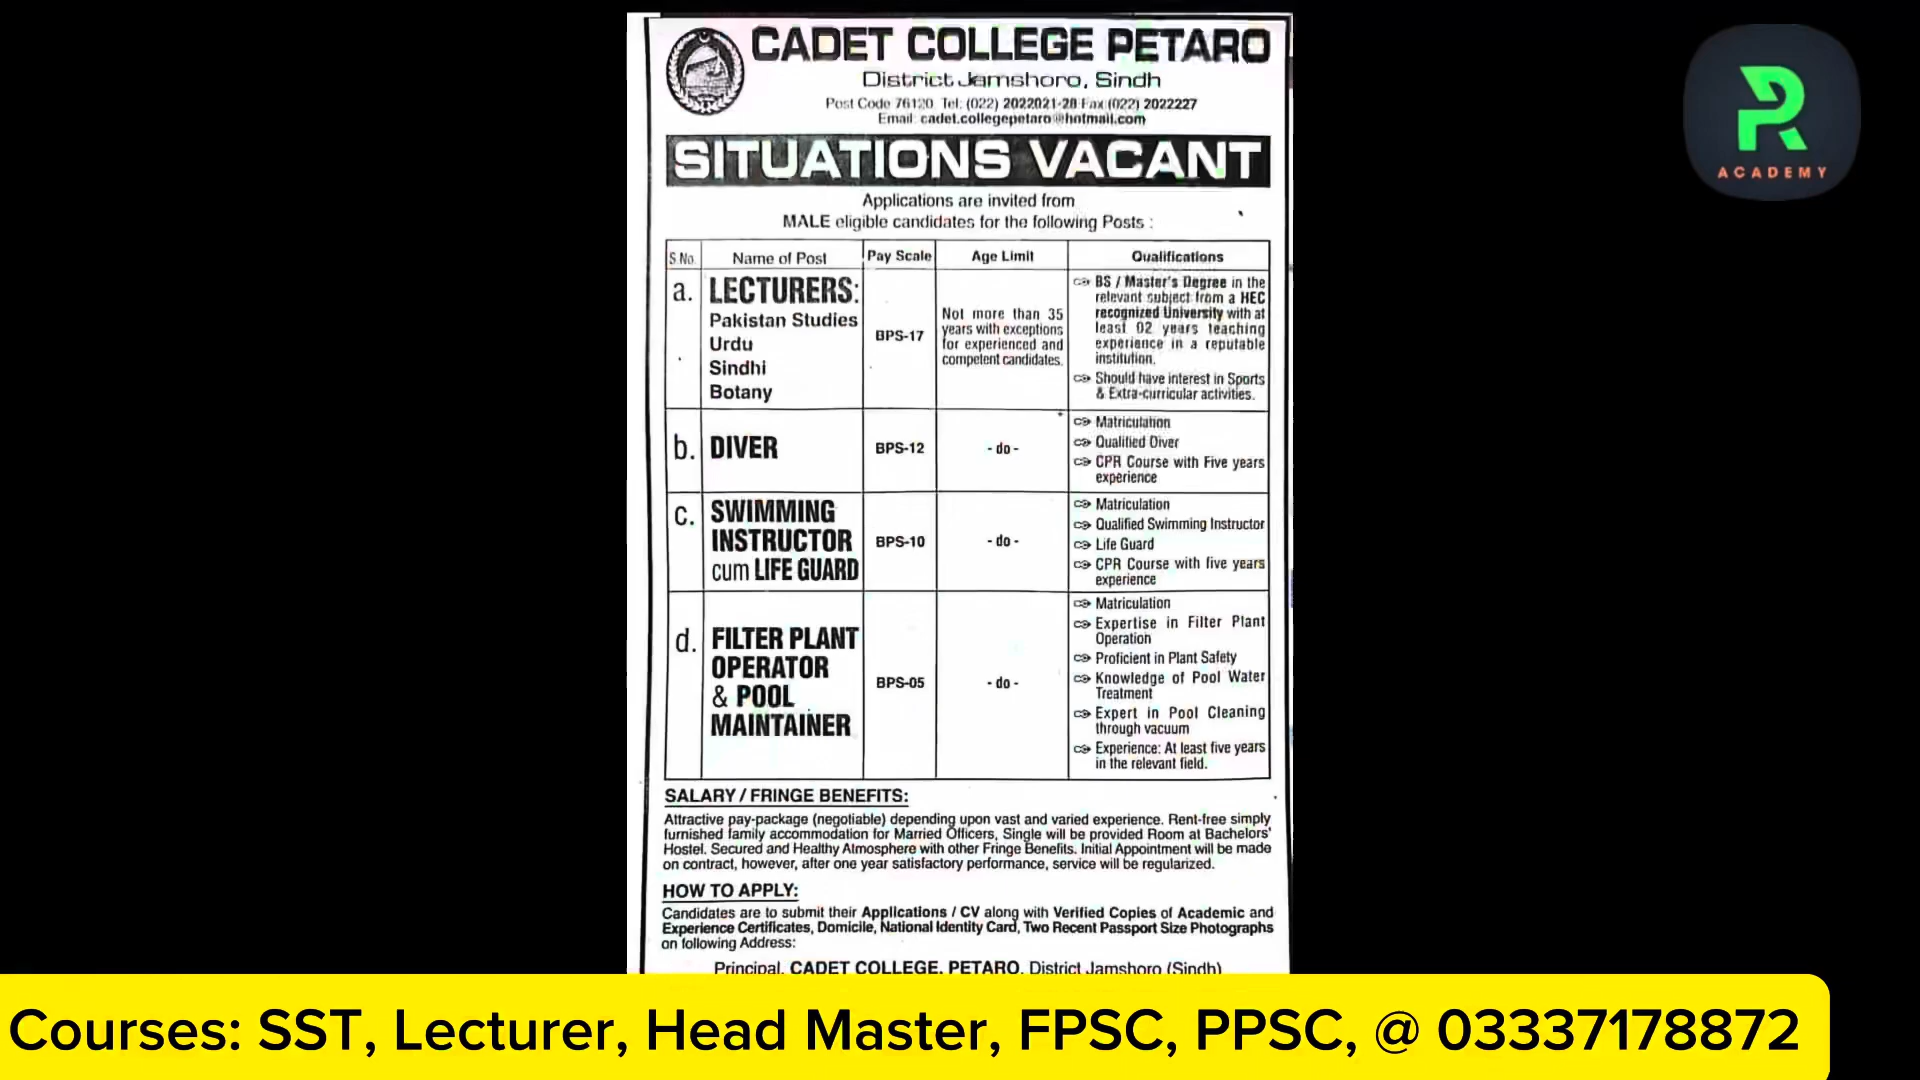 CADET COLLEGE PETARO
District Jamshoro, Sindh
Post Code 76120. Tel: (022) 2022021-28 Fax:(022) 2022227
Email: cadet.collegepetaro@hotmail.com
SITUATIONS VACANT
Applications are invited from
MALE eligible candidates for the following Posts :
S.No. Name of Post Pay Scale Age Limit Qualifications
a. LECTURERS:
Pakistan Studies
Urdu
Sindhi
Botany
BPS-17
Not more than 35
years with exceptions
for experienced and
competent candidates.
BS / Master's Degree in the
relevant subject from a HEC
recognized University with at
least 02 years teaching
experience in a reputable
institution.
Should have interest in Sports
& Extra-curricular activities.
b. DIVER
BPS-12
- do -
Matriculation
Qualified Diver
CPR Course with Five years
experience
c. SWIMMING
INSTRUCTOR
cum LIFE GUARD
BPS-10
- do -
Matriculation
Qualified Swimming Instructor
Life Guard
CPR Course with five years
experience
d. FILTER PLANT
OPERATOR
& POOL
MAINTAINER
BPS-05
- do -
Matriculation
Expertise in Filter Plant
Operation
Proficient in Plant Safety
Knowledge of Pool Water
Treatment
Expert in Pool Cleaning
through vacuum
Experience: At least five years
in the relevant field.
SALARY / FRINGE BENEFITS:
Attractive pay-package (negotiable) depending upon vast and varied experience. Rent-free simply
furnished family accommodation for Married Officers, Single will be provided Room at Bachelors'
Hostel. Secured and Healthy Atmosphere with other Fringe Benefits. Initial Appointment will be made
on contract, however, after one year satisfactory performance, service will be regularized.
HOW TO APPLY:
Candidates are to submit their Applications / CV along with Verified Copies of Academic and
Experience Certificates, Domicile, National Identity Card, Two Recent Passport Size Photographs
on following Address:
Principal, CADET COLLEGE, PETARO, District Jamshoro (Sindh)
R
ACADEMY
Courses: SST, Lecturer, Head Master, FPSC, PPSC, @ 03337178872